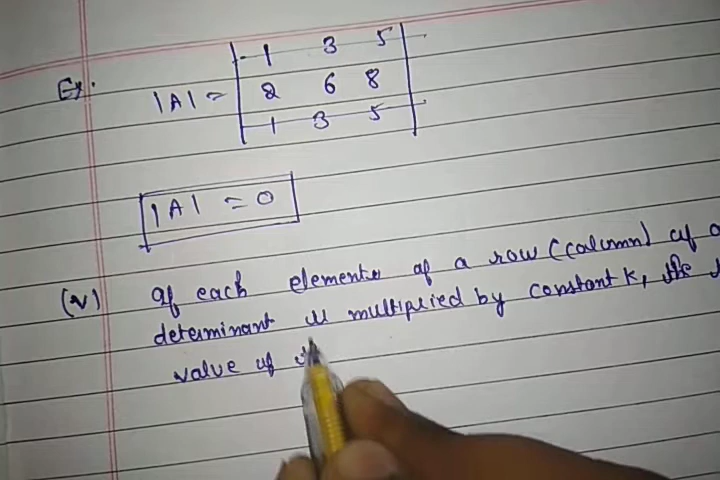 Ex.
|A| =
1 3 5
2 6 8
1 3 5
|A| = 0
(v) If each element of a row (column) of a
determinant is multiplied by constant k, the
value of